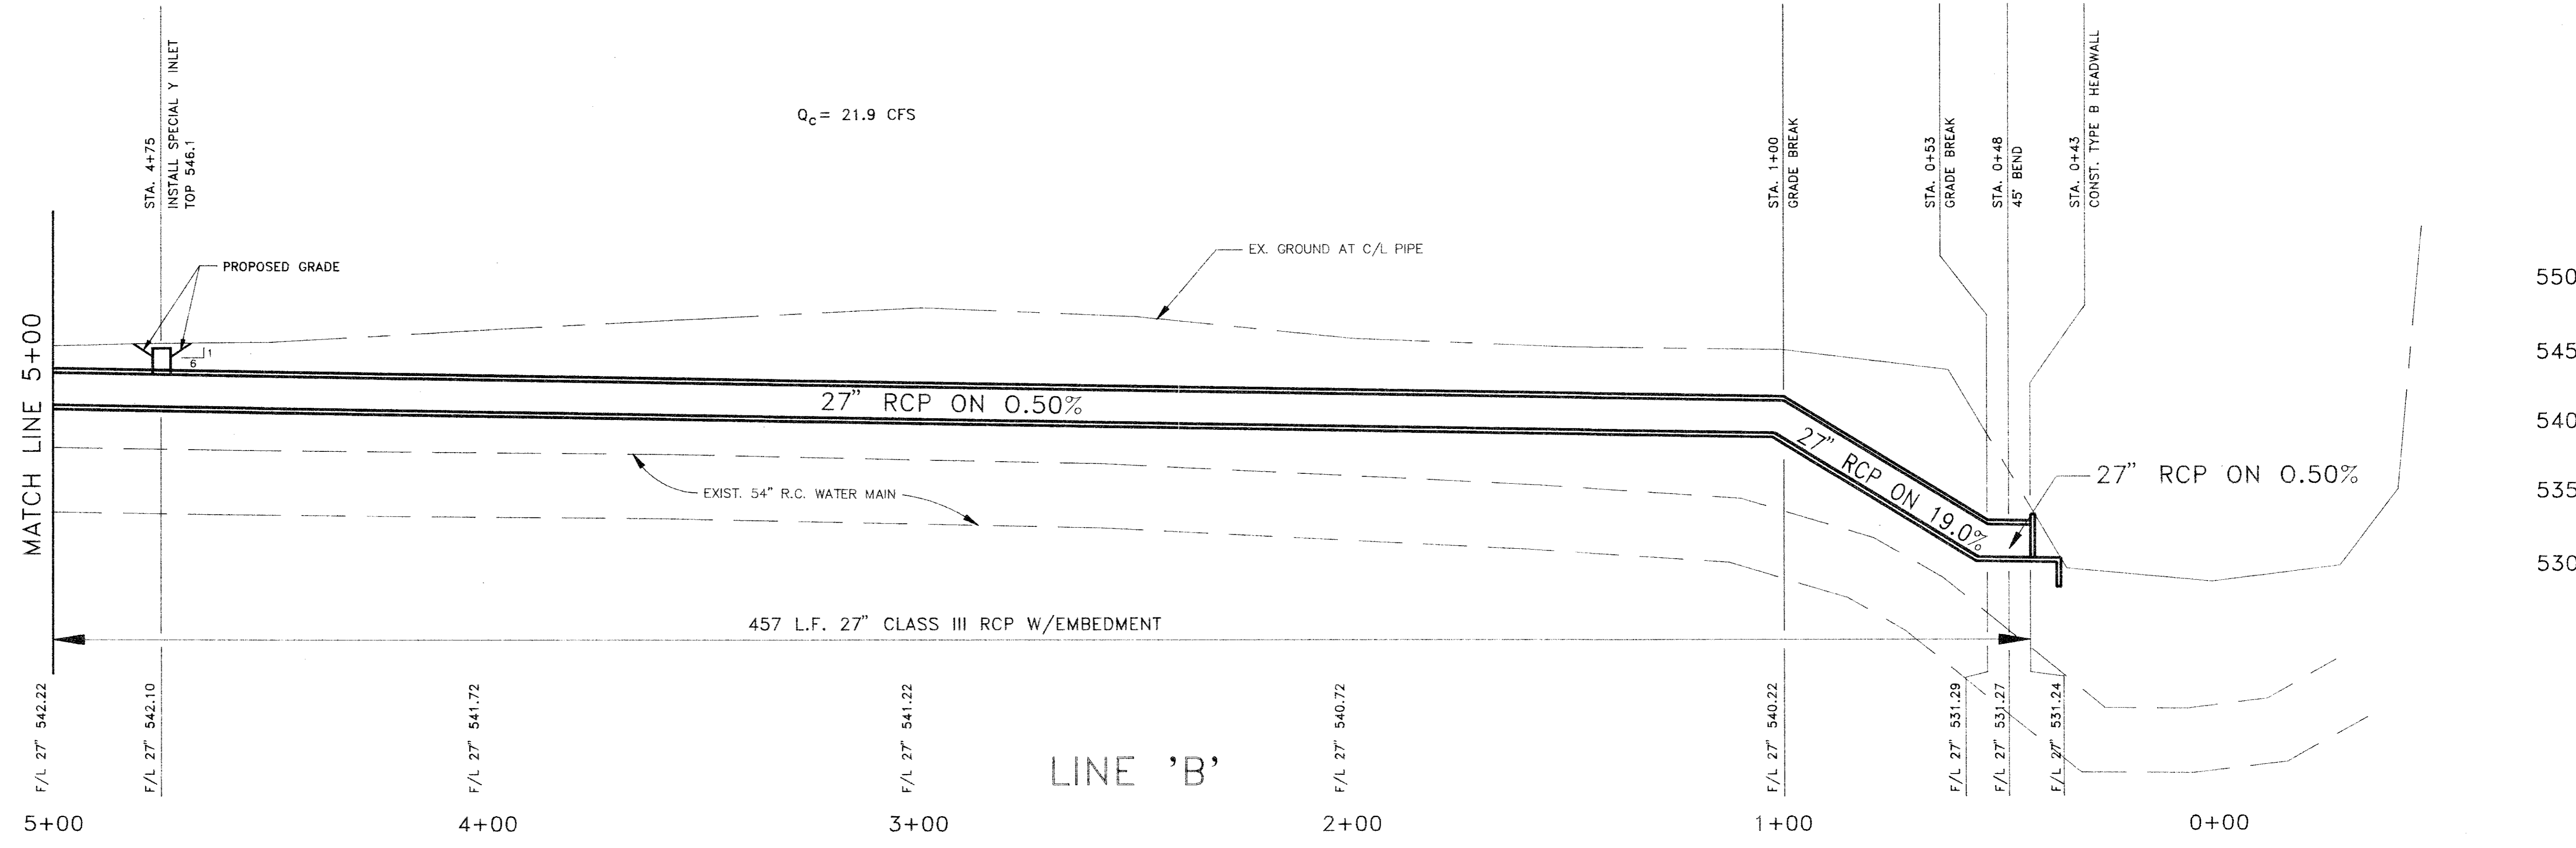 STA. 4+75
INSTALL SPECIAL Y INLET
TOP 546.1
Qc= 21.9 CFS
STA. 1+00
GRADE BREAK
STA. 0+53
GRADE BREAK
STA. 0+48
45° BEND
STA. 0+43
CONST. TYPE B HEADWALL
PROPOSED GRADE
EX. GROUND AT C/L PIPE
550
545
540
535
530
1
6
MATCH LINE 5+00
27" RCP ON 0.50%
27" RCP ON 19.0%
27" RCP ON 0.50%
EXIST. 54" R.C. WATER MAIN
457 L.F. 27" CLASS III RCP W/EMBEDMENT
F/L 27" 542.22
F/L 27" 542.10
F/L 27" 541.72
F/L 27" 541.22
F/L 27" 540.72
F/L 27" 540.22
F/L 27" 531.29
F/L 27" 531.27
F/L 27" 531.24
LINE 'B'
5+00
4+00
3+00
2+00
1+00
0+00